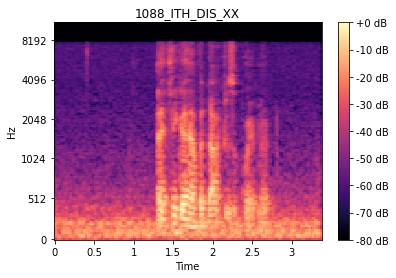 1088_ITH_DIS_XX
+0 dB
8192
-10 dB
4096
-20 dB
-30 dB
2048
Hz
-40 dB
1024
-50 dB
-60 dB
512
-70 dB
0
-80 dB
0 0.5 1 1.5 2 2.5 3
Time